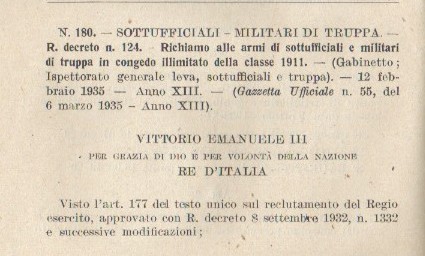 N. 180. — SOTTUFFICIALI - MILITARI DI TRUPPA. —
R. decreto n. 124. - Richiamo alle armi di sottufficiali e militari
di truppa in congedo illimitato della classe 1911. — (Gabinetto ;
Ispettorato generale leva, sottufficiali e truppa). — 12 feb-
braio 1935 — Anno XIII. — (Gazzetta Ufficiale n. 55, del
6 marzo 1935 - Anno XIII).
VITTORIO EMANUELE III
PER GRAZIA DI DIO E PER VOLONTÀ DELLA NAZIONE
RE D'ITALIA
Visto l'art. 177 del testo unico sul reclutamento del Regio
esercito, approvato con R. decreto 8 settembre 1932, n. 1332
e successive modificazioni ;